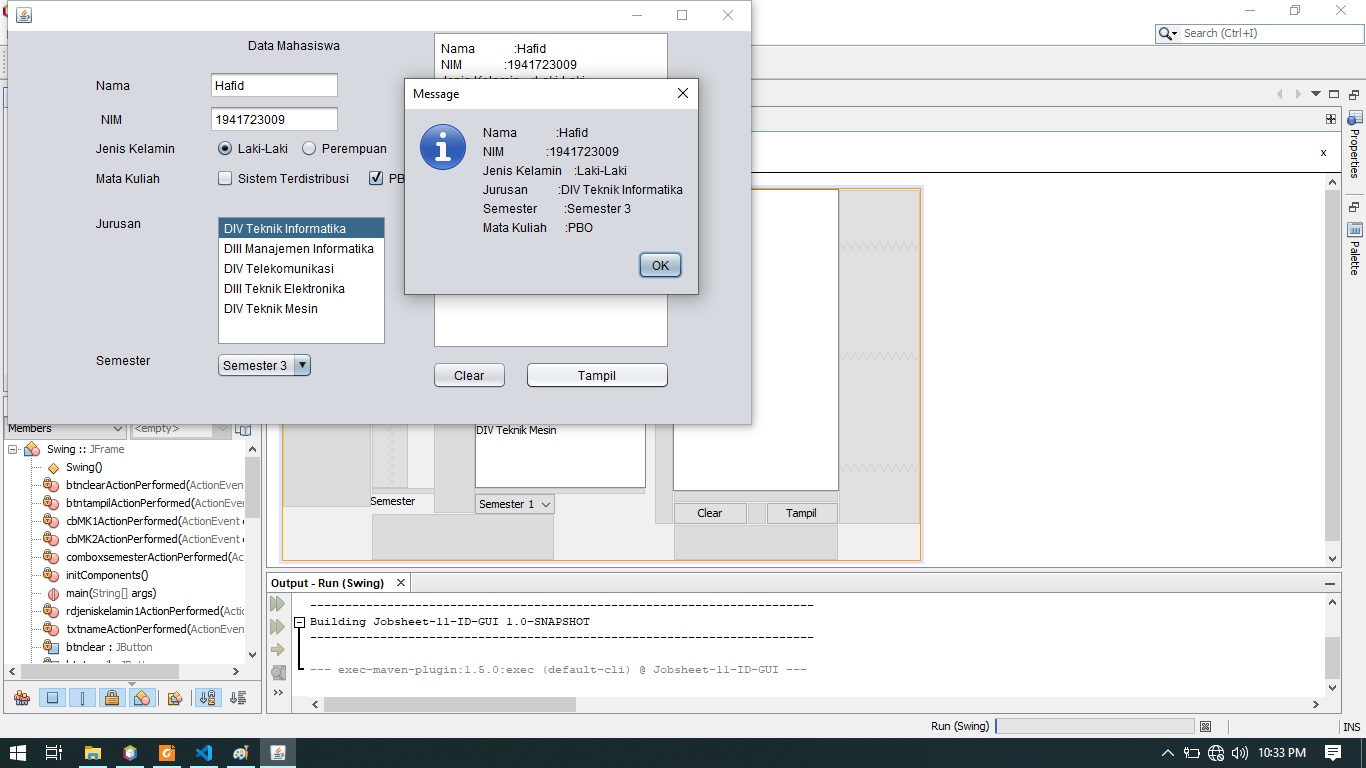 Search (Ctrl+I)
Data Mahasiswa
Nama
Hafid
NIM
1941723009
Jenis Kelamin
Laki-Laki
Perempuan
Mata Kuliah
Sistem Terdistribusi
PB
Jurusan
DIV Teknik Informatika
DIII Manajemen Informatika
DIV Telekomunikasi
DIII Teknik Elektronika
DIV Teknik Mesin
Semester
Semester 3
Nama :Hafid
NIM :1941723009
Jenis Kelamin :Laki-Laki
Clear
Tampil
Message
Nama :Hafid
NIM :1941723009
Jenis Kelamin :Laki-Laki
Jurusan :DIV Teknik Informatika
Semester :Semester 3
Mata Kuliah :PBO
OK
x
Properties
Palette
DIV Teknik Mesin
Semester
Semester 1
Clear
Tampil
Members
<empty>
Swing :: JFrame
Swing()
btnclearActionPerformed(ActionEvent
btntampilActionPerformed(ActionEve
cbMK1ActionPerformed(ActionEvent e
cbMK2ActionPerformed(ActionEvent e
comboxsemesterActionPerformed(Ac
initComponents()
main(String[] args)
rdjeniskelamin1ActionPerformed(Actio
txtnameActionPerformed(ActionEven
btnclear : JButton
Output - Run (Swing)
------------------------------------------------------------------------
Building Jobsheet-11-ID-GUI 1.0-SNAPSHOT
------------------------------------------------------------------------
--- exec-maven-plugin:1.5.0:exec (default-cli) @ Jobsheet-11-ID-GUI ---
Run (Swing)
INS
10:33 PM